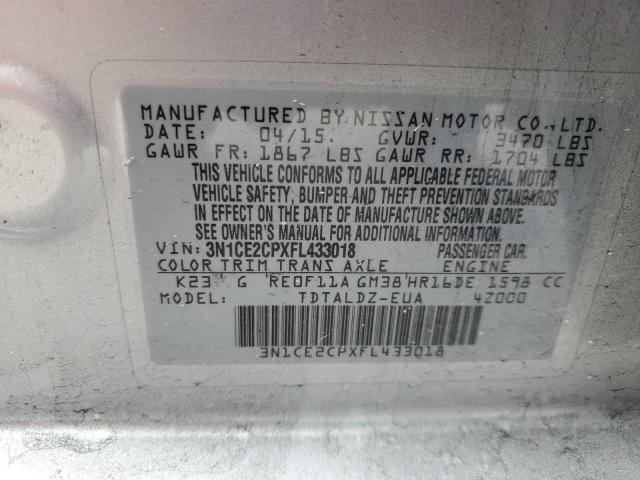 MANUFACTURED BY:NISSAN MOTOR CO.,LTD.
DATE: 04/15. GVWR: 3470 LBS
GAWR FR: 1867 LBS GAWR RR: 1704 LBS
THIS VEHICLE CONFORMS TO ALL APPLICABLE FEDERAL MOTOR
VEHICLE SAFETY, BUMPER AND THEFT PREVENTION STANDARDS
IN EFFECT ON THE DATE OF MANUFACTURE SHOWN ABOVE.
SEE OWNER'S MANUAL FOR ADDITIONAL INFORMATION.
VIN: 3N1CE2CPXFL433018 PASSENGER CAR.
COLOR TRIM TRANS AXLE ENGINE
K23 G RE0F11A GM38 HR16DE 1598 CC
MODEL: TDTALDZ-EUA 4Z000
3N1CE2CPXFL433018